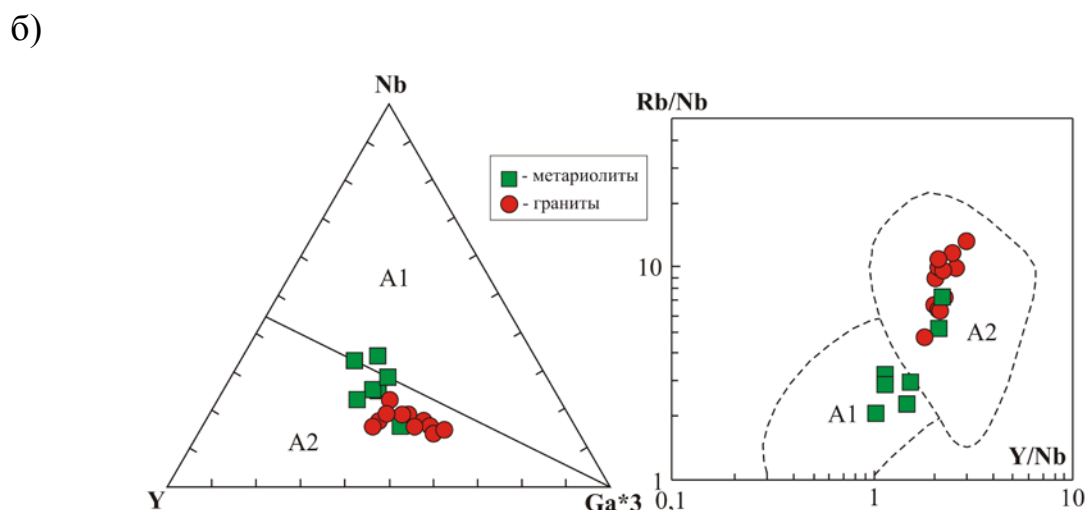 б)
Nb
A1
A2
Y
Ga*3
- метариолиты
- граниты
Rb/Nb
10
A2
A1
Y/Nb
1
0,1
1
10